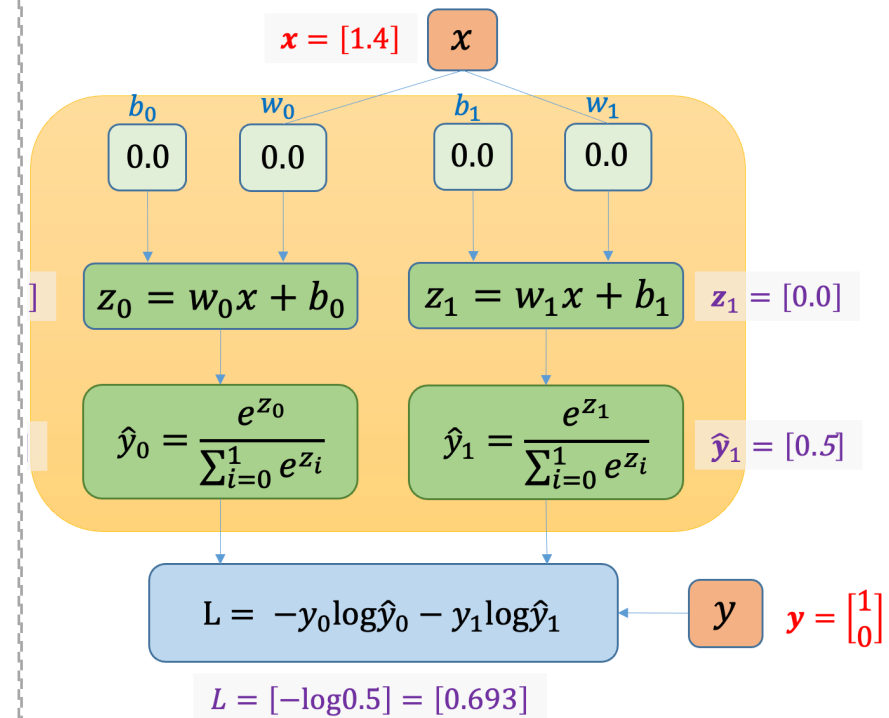 x = [1.4]
x
b₀ w₀ b₁ w₁
0.0 0.0 0.0 0.0
]
z₀ = w₀x + b₀
z₁ = w₁x + b₁
z₁ = [0.0]
ŷ₀ = e^{z₀} / ∑_{i=0}^{1} e^{z_i}
ŷ₁ = e^{z₁} / ∑_{i=0}^{1} e^{z_i}
ŷ₁ = [0.5]
L = −y₀logŷ₀ − y₁logŷ₁
y
y = [1 0]
L = [−log0.5] = [0.693]